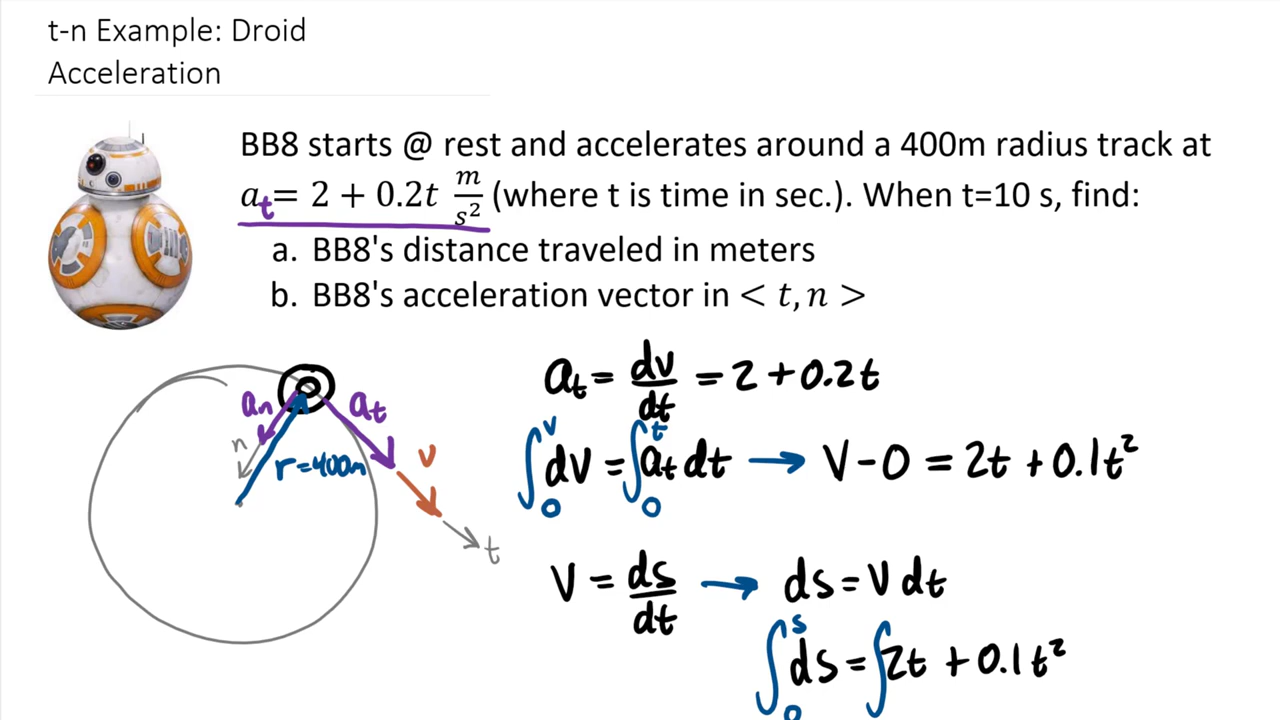 t-n Example: Droid
Acceleration
BB8 starts @ rest and accelerates around a 400m radius track at
a_t = 2 + 0.2t m/s² (where t is time in sec.). When t=10 s, find:
a. BB8's distance traveled in meters
b. BB8's acceleration vector in < t, n >
a_n
a_t
n
r=400m
v
t
a_t = dv/dt = 2 + 0.2t
∫₀ᵛ dv = ∫₀ᵗ a_t dt → v - 0 = 2t + 0.1t²
v = ds/dt → ds = v dt
∫₀ˢ ds = ∫ 2t + 0.1t²